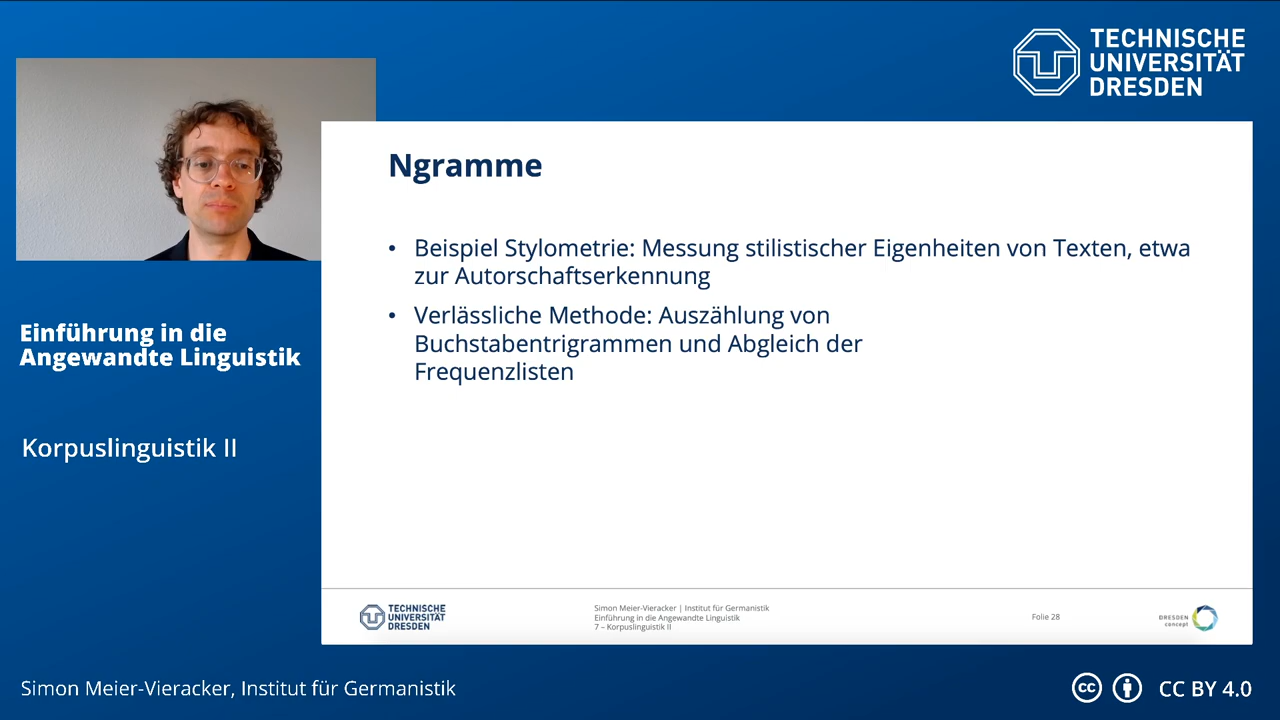 TECHNISCHE
UNIVERSITÄT
DRESDEN
Ngramme
• Beispiel Stylometrie: Messung stilistischer Eigenheiten von Texten, etwa
zur Autorschaftserkennung
• Verlässliche Methode: Auszählung von
Buchstabentrigrammen und Abgleich der
Frequenzlisten
Einführung in die
Angewandte Linguistik
Korpuslinguistik II
TECHNISCHE
UNIVERSITÄT
DRESDEN
Simon Meier-Vieracker | Institut für Germanistik
Einführung in die Angewandte Linguistik
7 – Korpuslinguistik II
Folie 28
DRESDEN
concept
Simon Meier-Vieracker, Institut für Germanistik
cc CC BY 4.0